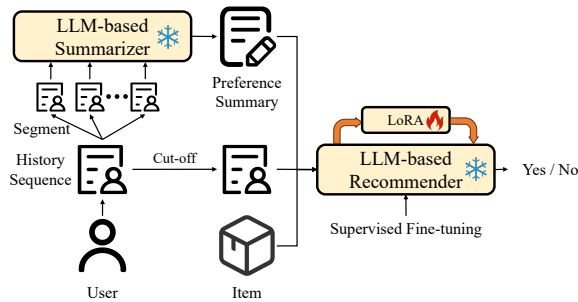 LLM-based
Summarizer
Preference
Summary
Segment
LoRA
History
Sequence
Cut-off
LLM-based
Recommender
Yes / No
Supervised Fine-tuning
User
Item